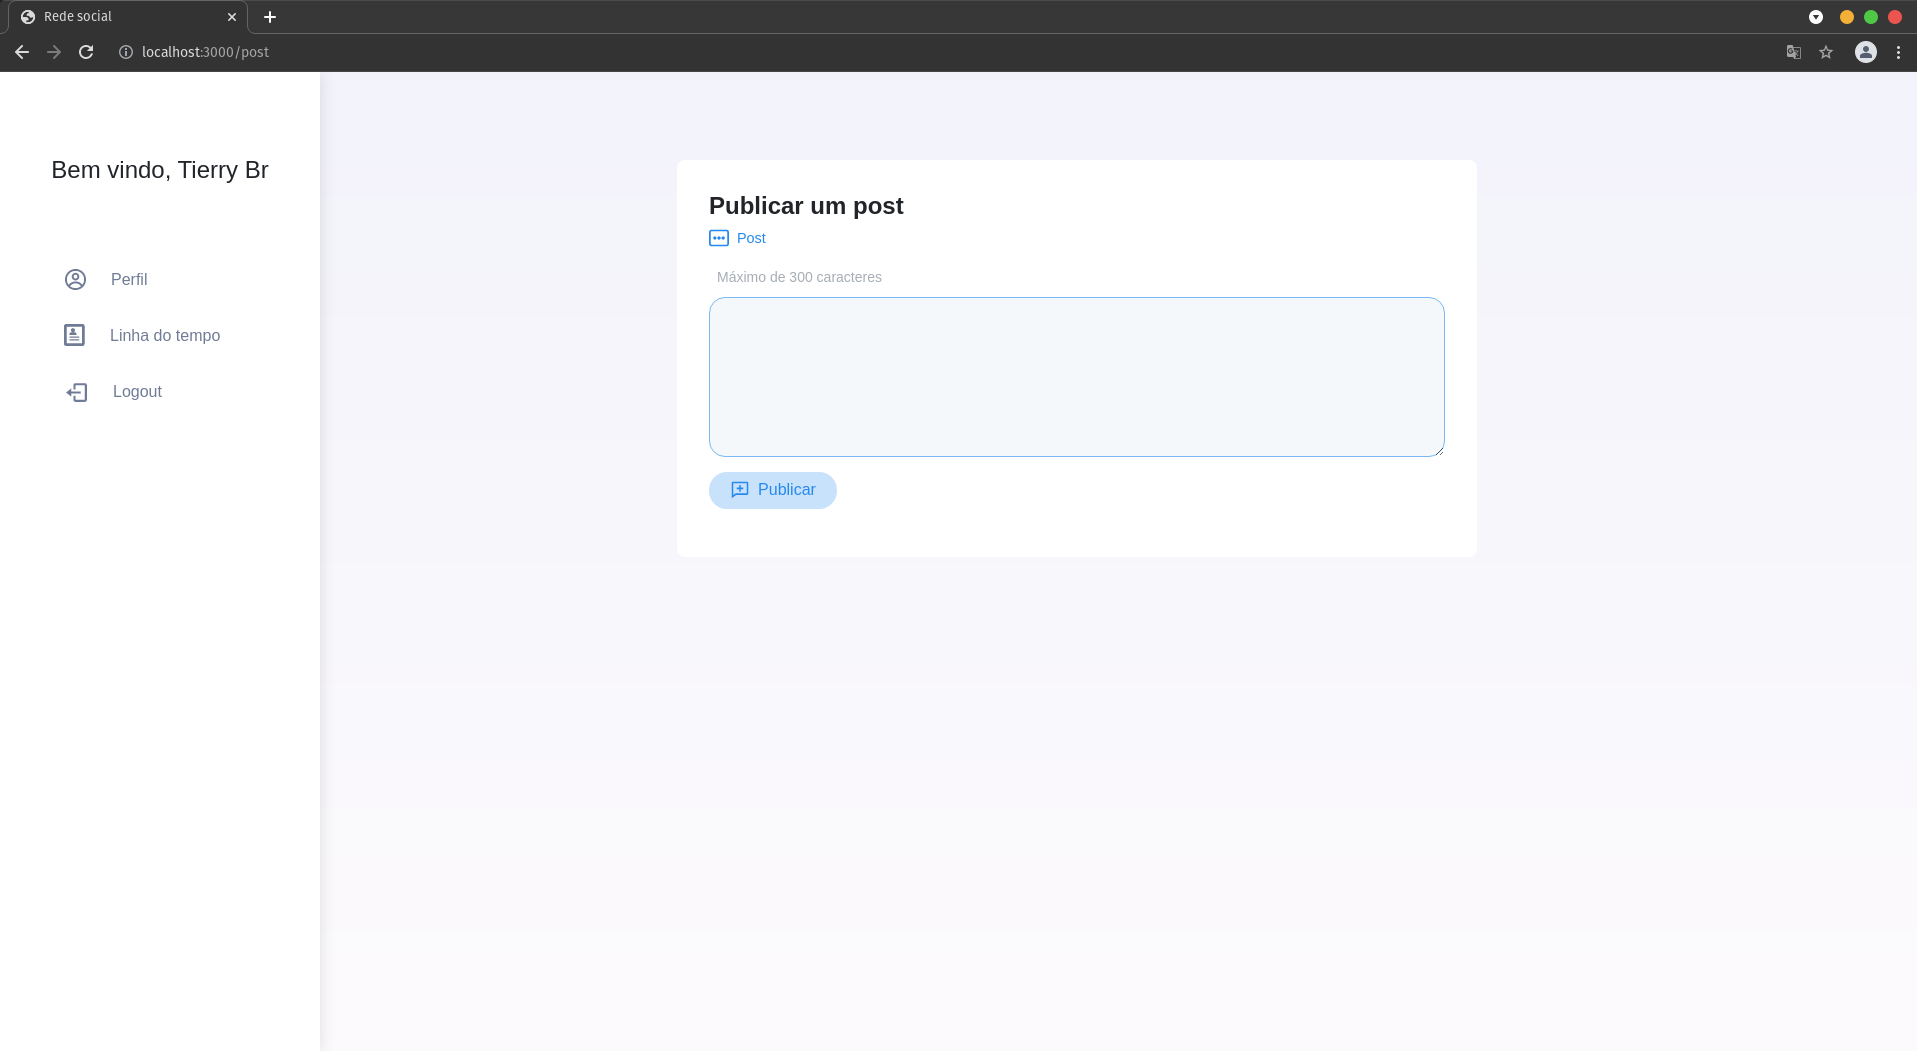 Rede social
localhost:3000/post
Bem vindo, Tierry Br
Perfil
Linha do tempo
Logout
Publicar um post
Post
Máximo de 300 caracteres
Publicar